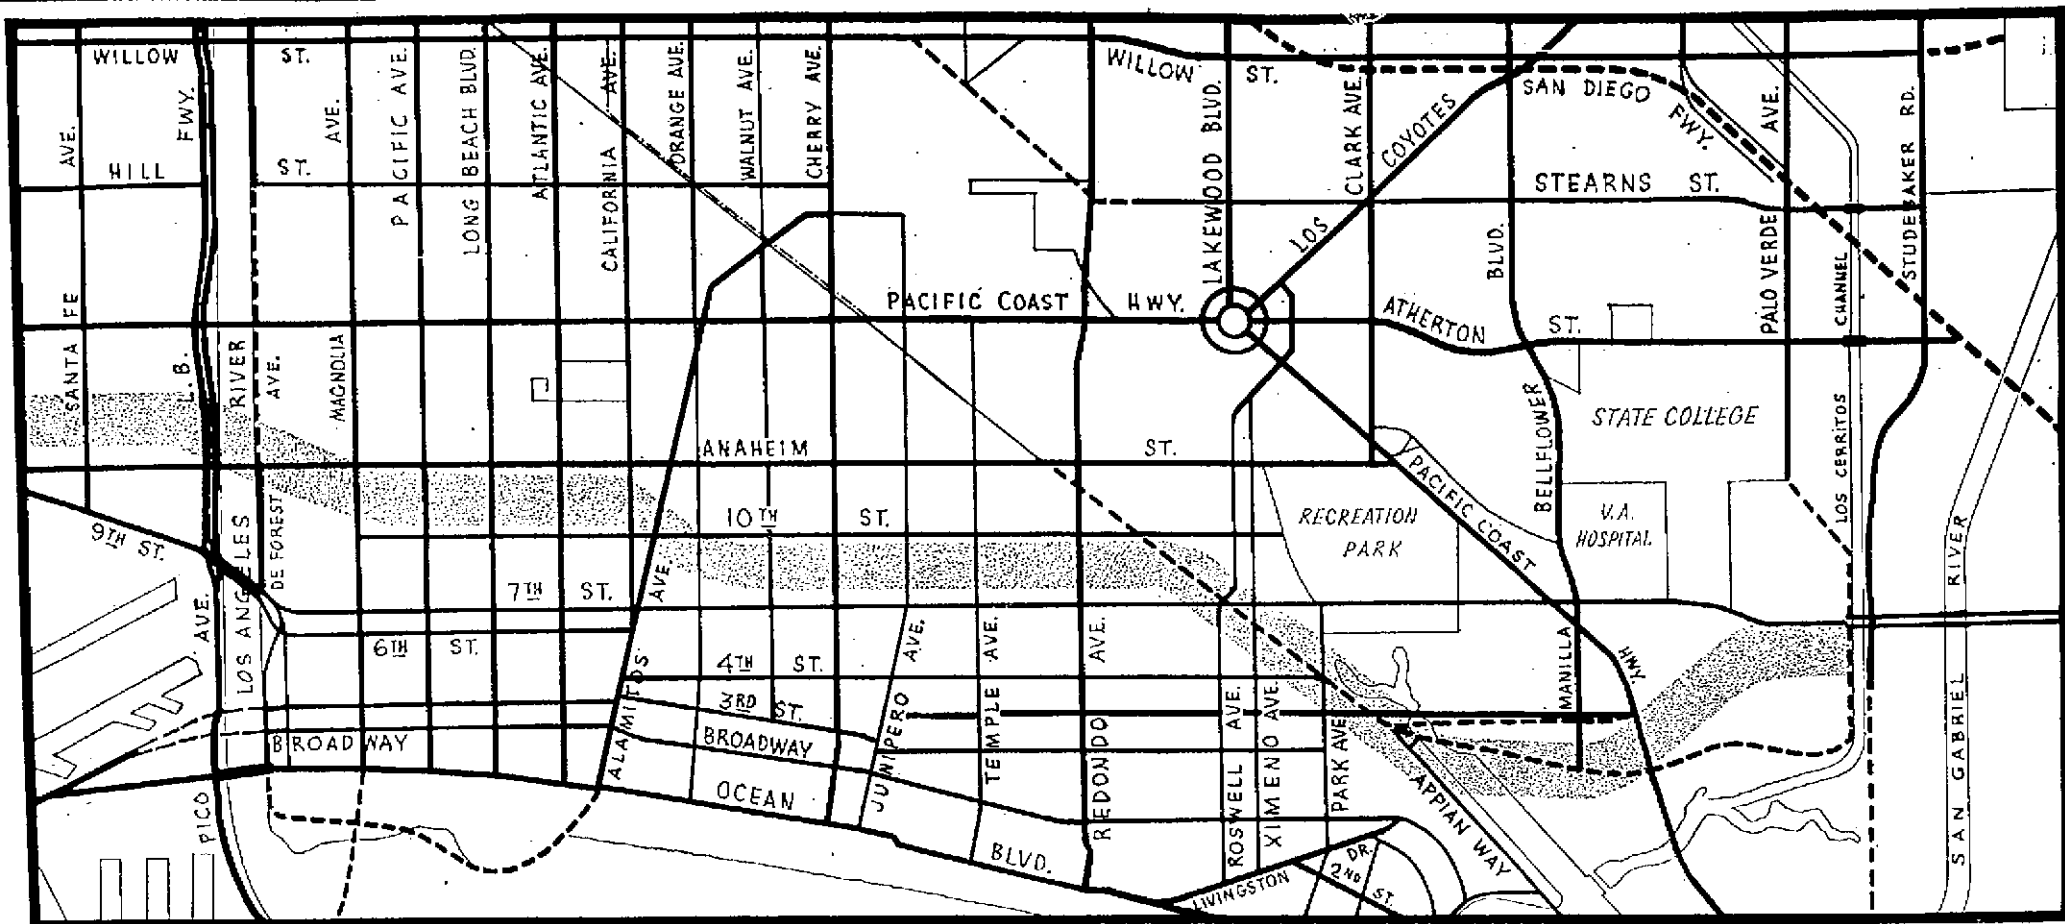 WILLOW ST.
WILLOW ST.
SAN DIEGO FWY.
HILL ST.
STEARNS ST.
SANTA FE AVE.
L.B. FWY.
LOS ANGELES RIVER
DE FOREST AVE.
MAGNOLIA AVE.
PACIFIC AVE.
LONG BEACH BLVD.
ATLANTIC AVE.
CALIFORNIA AVE.
ORANGE AVE.
WALNUT AVE.
CHERRY AVE.
LAKEWOOD BLVD.
CLARK AVE.
LOS COYOTES
BELLFLOWER BLVD.
PALO VERDE AVE.
LOS CERRITOS CHANNEL
STUDEBAKER RD.
PACIFIC COAST HWY.
ATHERTON ST.
STATE COLLEGE
ANAHEIM ST.
PACIFIC COAST HWY.
10TH ST.
RECREATION
PARK
V.A.
HOSPITAL
9TH ST.
7TH ST.
6TH ST.
4TH ST.
3RD ST.
BROADWAY
BROADWAY
OCEAN BLVD.
PICO AVE.
ALAMITOS AVE.
JUNIPERO AVE.
TEMPLE AVE.
REDONDO AVE.
ROSWELL AVE.
XIMENO AVE.
PARK AVE
MANILLA
APPIAN WAY
LIVINGSTON DR.
2ND ST.
SAN GABRIEL RIVER